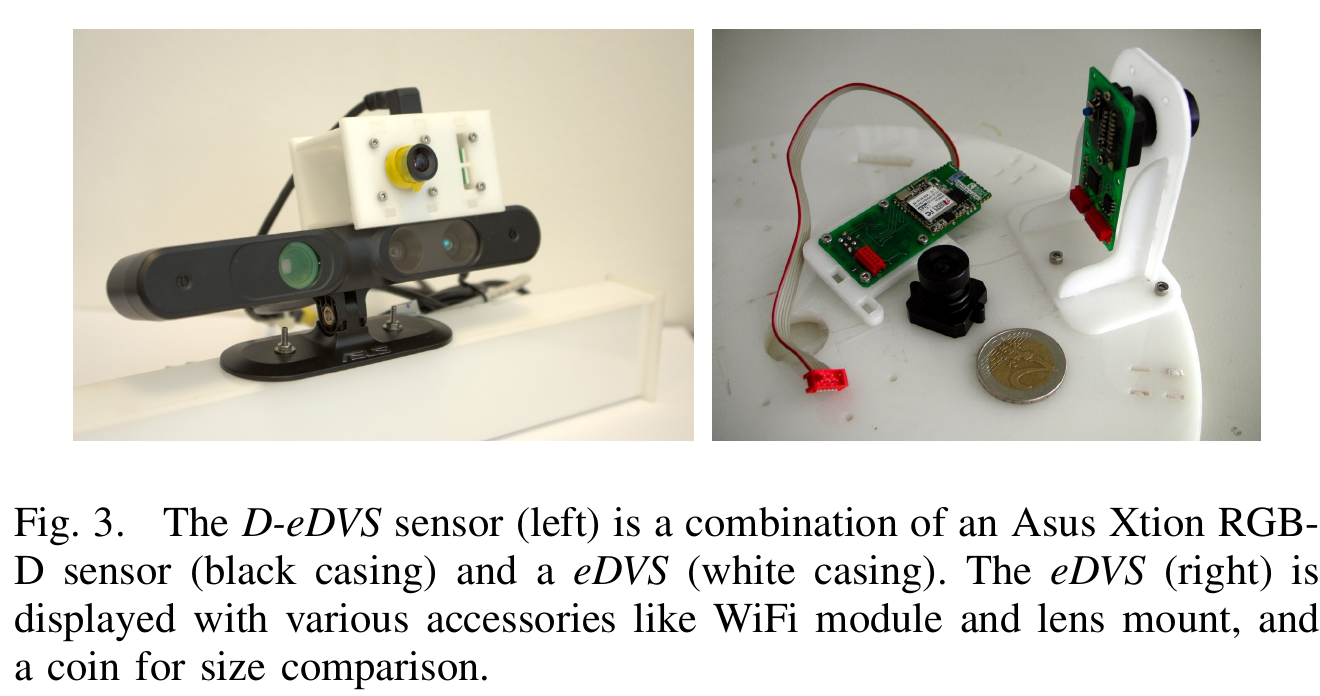 ASUS
2
Fig. 3. The D-eDVS sensor (left) is a combination of an Asus Xtion RGB-
D sensor (black casing) and a eDVS (white casing). The eDVS (right) is
displayed with various accessories like WiFi module and lens mount, and
a coin for size comparison.